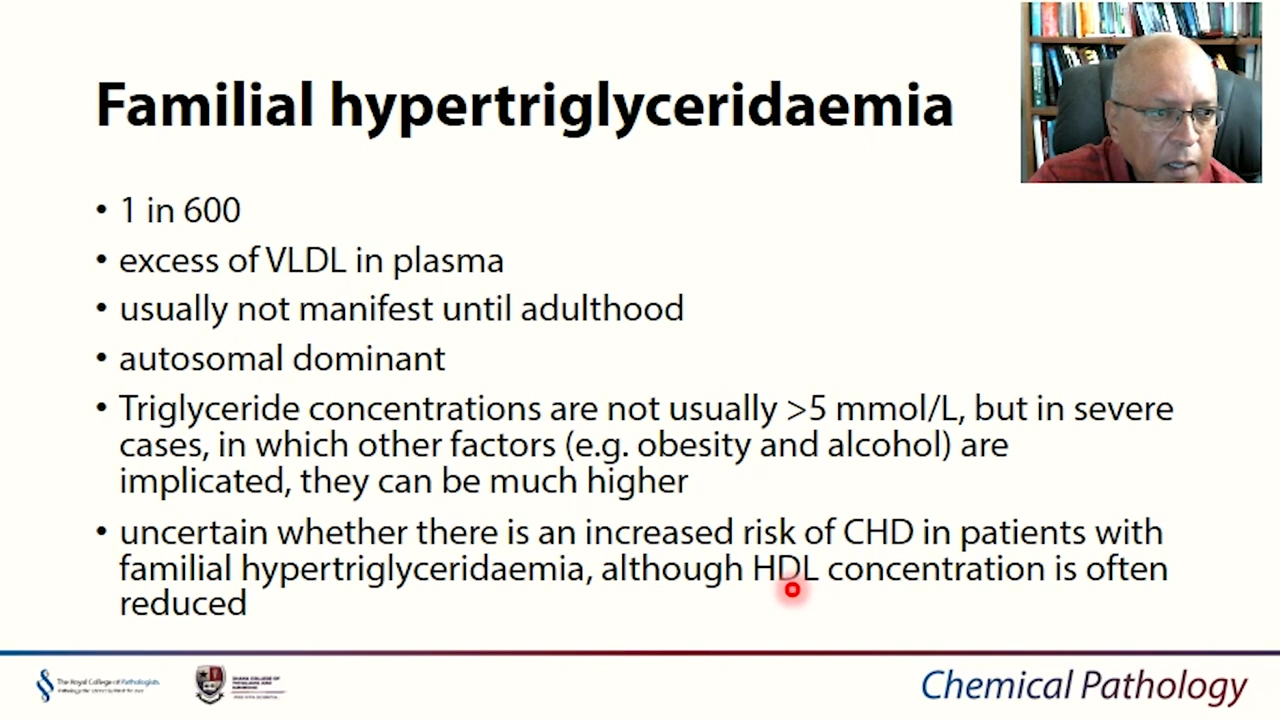 Familial hypertriglyceridaemia
• 1 in 600
• excess of VLDL in plasma
• usually not manifest until adulthood
• autosomal dominant
• Triglyceride concentrations are not usually >5 mmol/L, but in severe
cases, in which other factors (e.g. obesity and alcohol) are
implicated, they can be much higher
• uncertain whether there is an increased risk of CHD in patients with
familial hypertriglyceridaemia, although HDL concentration is often
reduced
The Royal College of Pathologists
Chemical Pathology